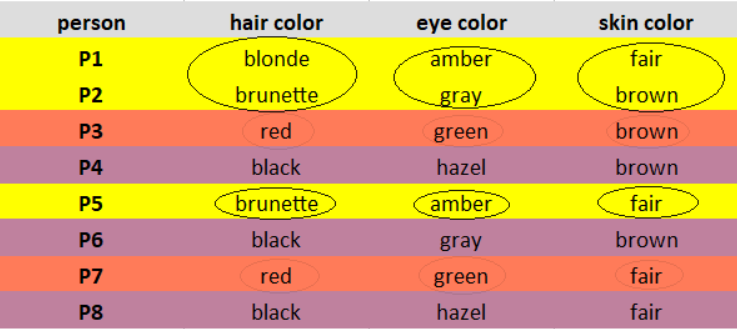 person hair color eye color skin color
P1 blonde amber fair
P2 brunette gray brown
P3 red green brown
P4 black hazel brown
P5 brunette amber fair
P6 black gray brown
P7 red green fair
P8 black hazel fair